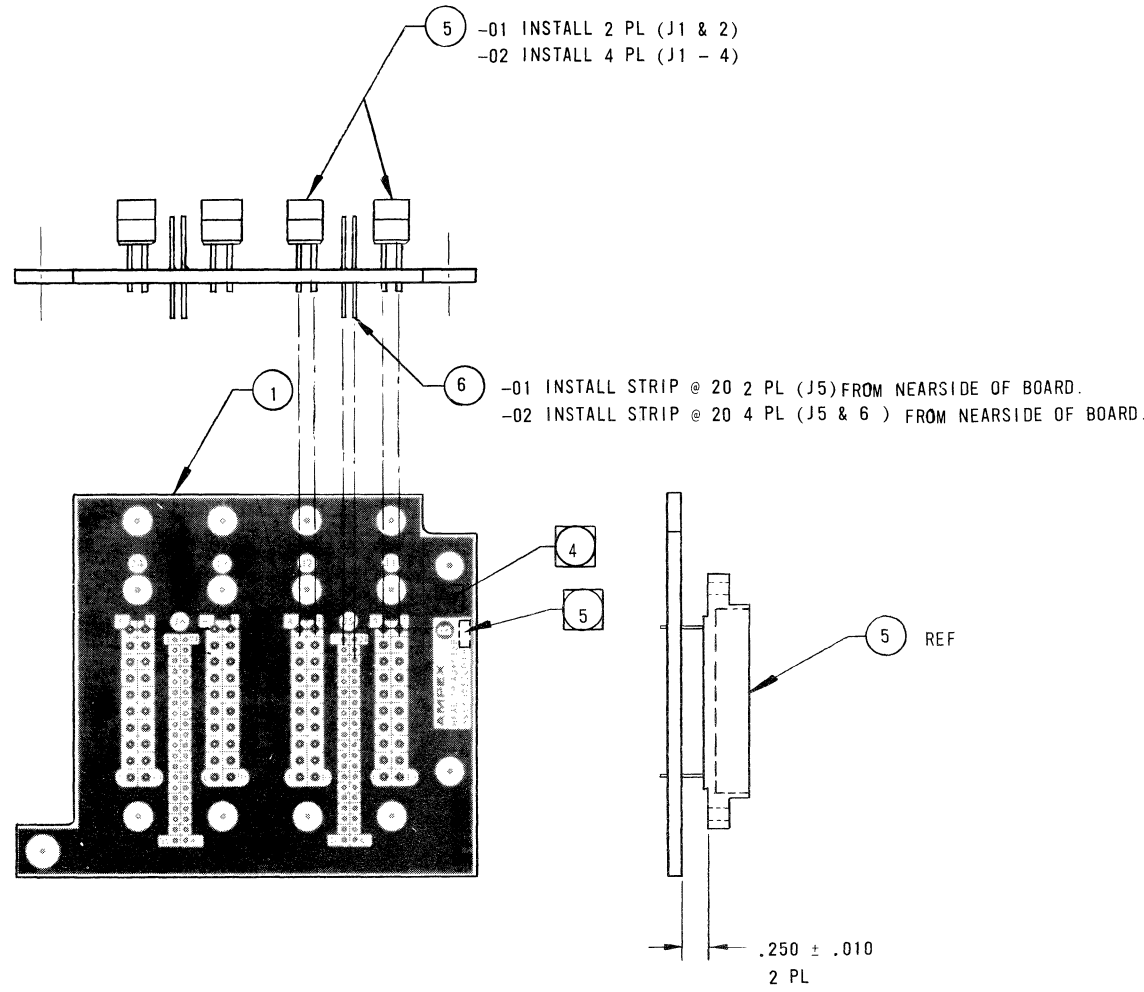 5 -01 INSTALL 2 PL (J1 & 2)
-02 INSTALL 4 PL (J1 - 4)
6 -01 INSTALL STRIP @ 20 2 PL (J5) FROM NEARSIDE OF BOARD.
-02 INSTALL STRIP @ 20 4 PL (J5 & 6 ) FROM NEARSIDE OF BOARD.
1
4
5
AMPEX
5 REF
.250 ± .010
2 PL